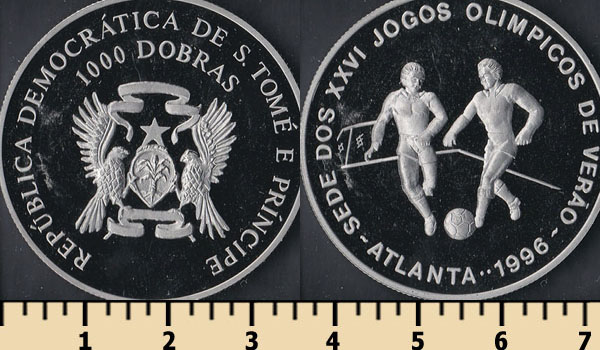 REPÚBLICA DEMOCRÁTICA DE S. TOMÉ E PRÍNCIPE
1000 DOBRAS
SEDE DOS XXVI JOGOS OLIMPICOS DE VERAO
~ATLANTA··1996~
1 2 3 4 5 6 7